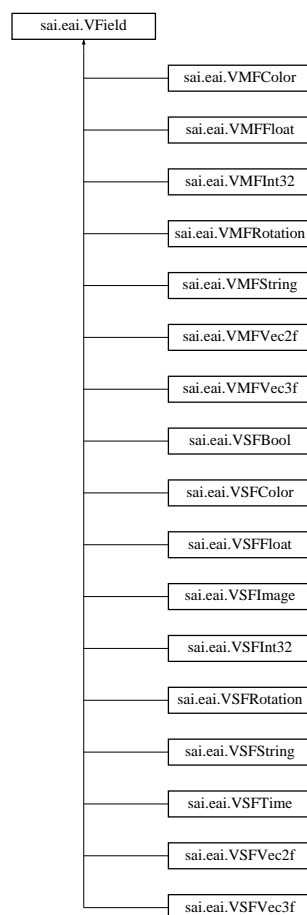 sai.eai.VField
sai.eai.VMFColor
sai.eai.VMFFloat
sai.eai.VMFInt32
sai.eai.VMFRotation
sai.eai.VMFString
sai.eai.VMFVec2f
sai.eai.VMFVec3f
sai.eai.VSFBool
sai.eai.VSFColor
sai.eai.VSFFloat
sai.eai.VSFImage
sai.eai.VSFInt32
sai.eai.VSFRotation
sai.eai.VSFString
sai.eai.VSFTime
sai.eai.VSFVec2f
sai.eai.VSFVec3f